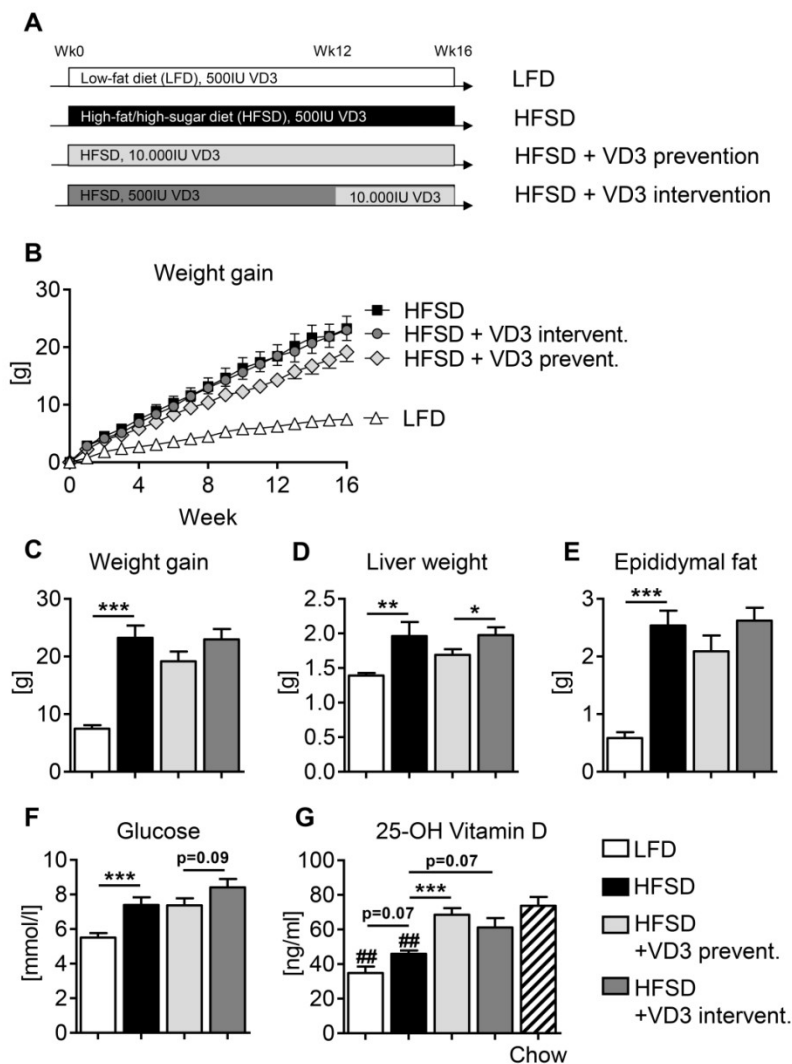 A
Wk0 Wk12 Wk16
Low-fat diet (LFD), 500IU VD3 LFD
High-fat/high-sugar diet (HFSD), 500IU VD3 HFSD
HFSD, 10.000IU VD3 HFSD + VD3 prevention
HFSD, 500IU VD3 10.000IU VD3 HFSD + VD3 intervention
B
Weight gain
30
20
10
0
[g]
0 4 8 12 16
Week
HFSD
HFSD + VD3 intervent.
HFSD + VD3 prevent.
LFD
C Weight gain
30
20
10
0
[g]
***
D Liver weight
2.5
2.0
1.5
1.0
0.5
0.0
[g]
** *
E Epididymal fat
3
2
1
0
[g]
***
F Glucose
8
6
4
2
0
[mmol/l]
*** p=0.09
G 25-OH Vitamin D
100
80
60
40
20
0
[ng/ml]
p=0.07
p=0.07 ***
## ##
Chow
LFD
HFSD
HFSD
+VD3 prevent.
HFSD
+VD3 intervent.